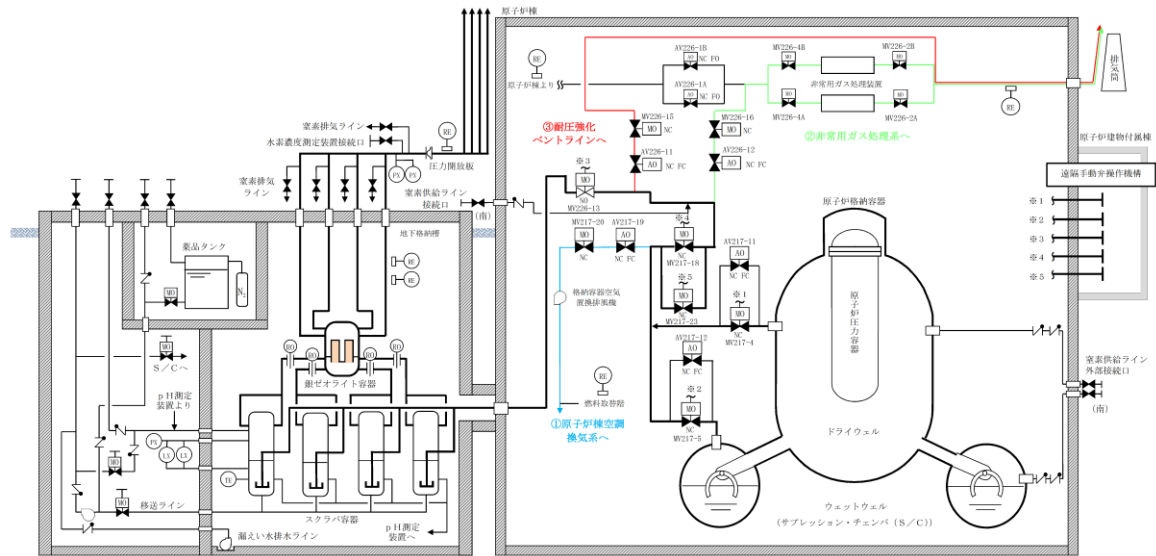 原子炉棟
RE
原子炉棟より
AV226-1B
AO
NC FO
AV226-1A
AO
NC FO
MV226-4B
MO
MV226-2B
MO
非常用ガス処理装置
MO
MV226-4A
MO
MV226-2A
RE
排気筒
②非常用ガス処理系へ
③耐圧強化
ベントラインへ
MV226-15
MO
NC
AV226-11
AO
NC FC
MV226-16
MO
NC
AV226-12
AO
NC FC
原子炉建物付属棟
遠隔手動弁操作機構
※1
※2
※3
※4
※5
窒素排気ライン
水素濃度測定装置接続口
RE
圧力開放板
PX
PX
窒素排気
ライン
窒素供給ライン
接続口
(南)
※3
MO
NO
MV226-13
MV217-20
MO
NC
AV217-19
AO
NC FC
※4
MO
MV217-18
NC
※5
MO
NC
MV217-23
AV217-11
AO
NC FC
※1
MO
NC
MV217-4
AV217-12
AO
NC FC
※2
MO
NC
MV217-5
格納容器空気
置換排風機
RE
燃料取替階
①原子炉棟空調
換気系へ
原子炉格納容器
原子炉圧力容器
ドライウェル
ウェットウェル
(サプレッション・チェンバ(S/C))
窒素供給ライン
外部接続口
(南)
地下格納槽
RE
RE
薬品タンク
N2
MO
MO
S/Cへ
pH測定
装置より
RO
RO
RO
RO
銀ゼオライト容器
PX
LX
LX
TE
MO
MO
移送ライン
スクラバ容器
pH測定
装置へ
漏えい水排水ライン